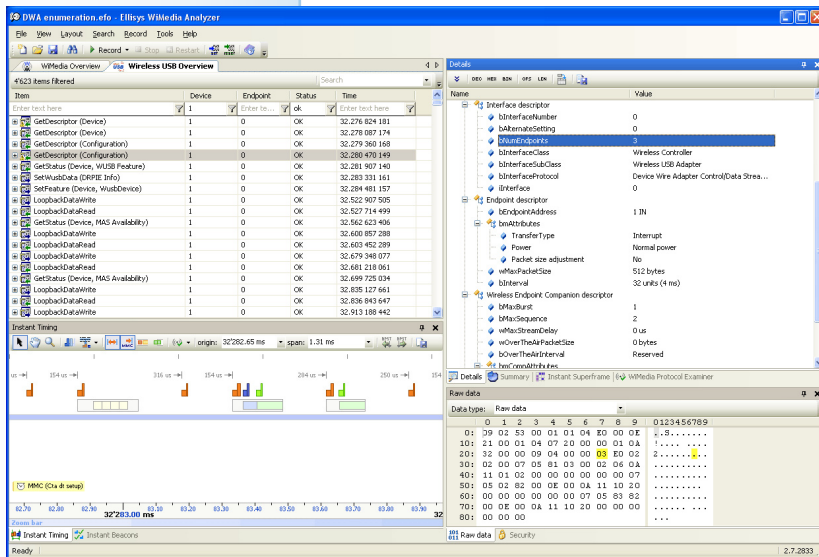 DWA enumeration.efo - Ellisys WiMedia Analyzer
File View Layout Search Record Tools Help
Record Stop Restart
WiMedia Overview Wireless USB Overview
4'623 items filtered Search
Item Device Endpoint Status Time
Enter text here 1 Enter te... ok Enter text here
GetDescriptor (Device) 1 0 OK 32.276 824 181
GetDescriptor (Device) 1 0 OK 32.278 087 174
GetDescriptor (Configuration) 1 0 OK 32.279 360 168
GetDescriptor (Configuration) 1 0 OK 32.280 470 149
GetStatus (Device, WUSB Feature) 1 0 OK 32.281 907 140
SetWusbData (DRPIE Info) 1 0 OK 32.283 331 161
SetFeature (Device, WusbDevice) 1 0 OK 32.284 481 157
LoopbackDataWrite 1 0 OK 32.522 907 505
LoopbackDataRead 1 0 OK 32.527 714 499
GetStatus (Device, MAS Availability) 1 0 OK 32.562 623 406
LoopbackDataWrite 1 0 OK 32.600 857 288
LoopbackDataRead 1 0 OK 32.603 452 289
LoopbackDataWrite 1 0 OK 32.679 348 077
LoopbackDataRead 1 0 OK 32.681 218 061
GetStatus (Device, MAS Availability) 1 0 OK 32.699 725 034
LoopbackDataWrite 1 0 OK 32.835 127 661
LoopbackDataRead 1 0 OK 32.836 843 647
LoopbackDataWrite 1 0 OK 32.913 188 442
Instant Timing
origin: 32'282.65 ms span: 1.31 ms
us 154 us 316 us 154 us 204 us 250 us 154
MMC (Cta dt setup)
82.70 82.80 82.90 83.10 83.20 83.30 83.40 83.50 83.60 83.70 83.80 83.90
32'283.00 ms 32
Zoom bar
Instant Timing Instant Beacons
Ready
Details
DEC HEX BIN OFS LEN
Name Value
Interface descriptor
bInterfaceNumber 0
bAlternateSetting 0
bNumEndpoints 3
bInterfaceClass Wireless Controller
bInterfaceSubClass Wireless USB Adapter
bInterfaceProtocol Device Wire Adapter Control/Data Strea...
iInterface 0
Endpoint descriptor
bEndpointAddress 1 IN
bmAttributes
TransferType Interrupt
Power Normal power
Packet size adjustment No
wMaxPacketSize 512 bytes
bInterval 32 units (4 ms)
Wireless Endpoint Companion descriptor
bMaxBurst 1
bMaxSequence 2
wMaxStreamDelay 0 us
wOverTheAirPacketSize 0 bytes
bOverTheAirInterval Reserved
bmCompAttributes
Details Summary Instant Superframe WiMedia Protocol Examiner
Raw data
Data type: Raw data
0 1 2 3 4 5 6 7 8 9 0123456789
0: 09 02 53 00 01 01 04 E0 00 0E ..S.......
10: 21 00 01 04 07 20 00 00 01 0A !.... ....
20: 32 00 00 09 04 00 00 03 E0 02 2.........
30: 02 00 07 05 81 03 00 02 06 0A ..........
40: 11 01 02 00 00 00 00 00 00 07 ..........
50: 05 02 82 00 0E 00 0A 11 10 20 .........
60: 00 00 00 00 00 00 07 05 83 82 ..........
70: 00 0E 00 0A 11 10 20 00 00 00 ...... ...
80: 00 00 00 ...
Raw data Security
2.7.2833